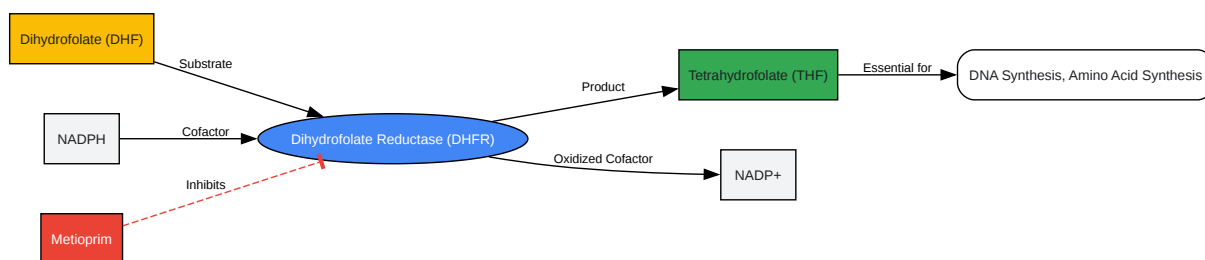 Dihydrofolate (DHF)
Substrate
NADPH
Cofactor
Metioprim
Inhibits
Dihydrofolate Reductase (DHFR)
Product
Tetrahydrofolate (THF)
Essential for
DNA Synthesis, Amino Acid Synthesis
Oxidized Cofactor
NADP+